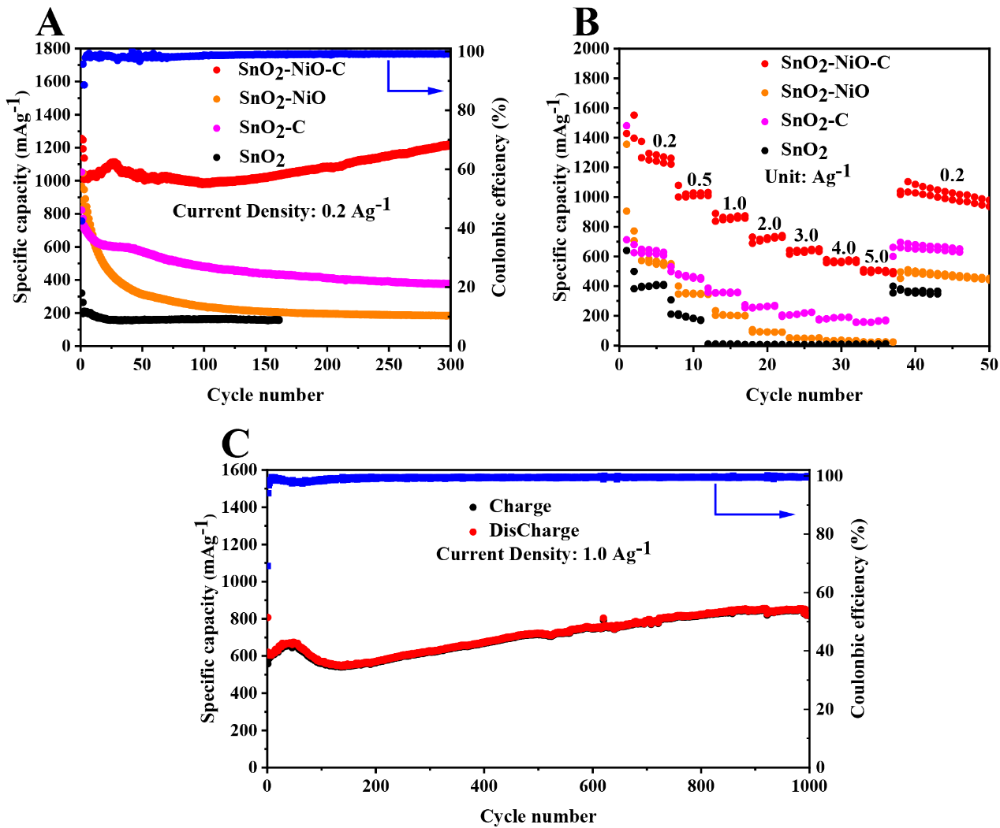 A
1800
1600
1400
1200
1000
800
600
400
200
0
Specific capacity (mAg-1)
100
80
60
40
20
0
Coulonbic effciency (%)
SnO2-NiO-C
SnO2-NiO
SnO2-C
SnO2
Current Density: 0.2 Ag-1
0 50 100 150 200 250 300
Cycle number
B
2000
1800
1600
1400
1200
1000
800
600
400
200
0
Specific capacity (mAg-1)
SnO2-NiO-C
SnO2-NiO
SnO2-C
SnO2
Unit: Ag-1
0.2
0.5
1.0
2.0
3.0
4.0
5.0
0.2
0 10 20 30 40 50
Cycle number
C
1600
1400
1200
1000
800
600
400
200
0
Specific capacity (mAg-1)
100
80
60
40
20
0
Coulonbic effciency (%)
Charge
DisCharge
Current Density: 1.0 Ag-1
0 200 400 600 800 1000
Cycle number